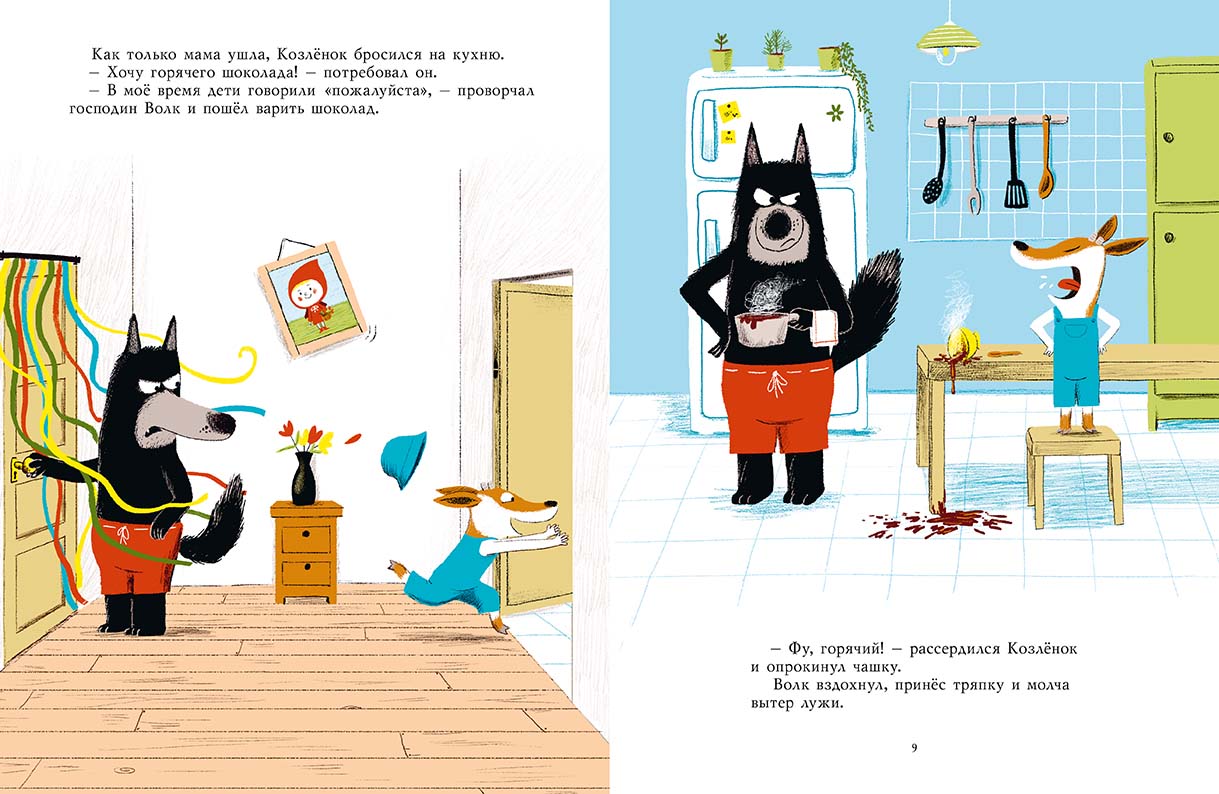 Как только мама ушла, Козлёнок бросился на кухню.
– Хочу горячего шоколада! – потребовал он.
– В моё время дети говорили «пожалуйста», – проворчал
господин Волк и пошёл варить шоколад.
– Фу, горячий! – рассердился Козлёнок
и опрокинул чашку.
Волк вздохнул, принёс тряпку и молча
вытер лужи.
9